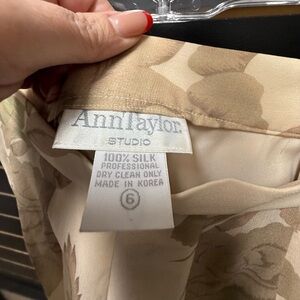 AnnTaylor.
STUDIO
100% SILK
PROFESSIONAL
DRY CLEAN ONLY
MADE IN KOREA
6